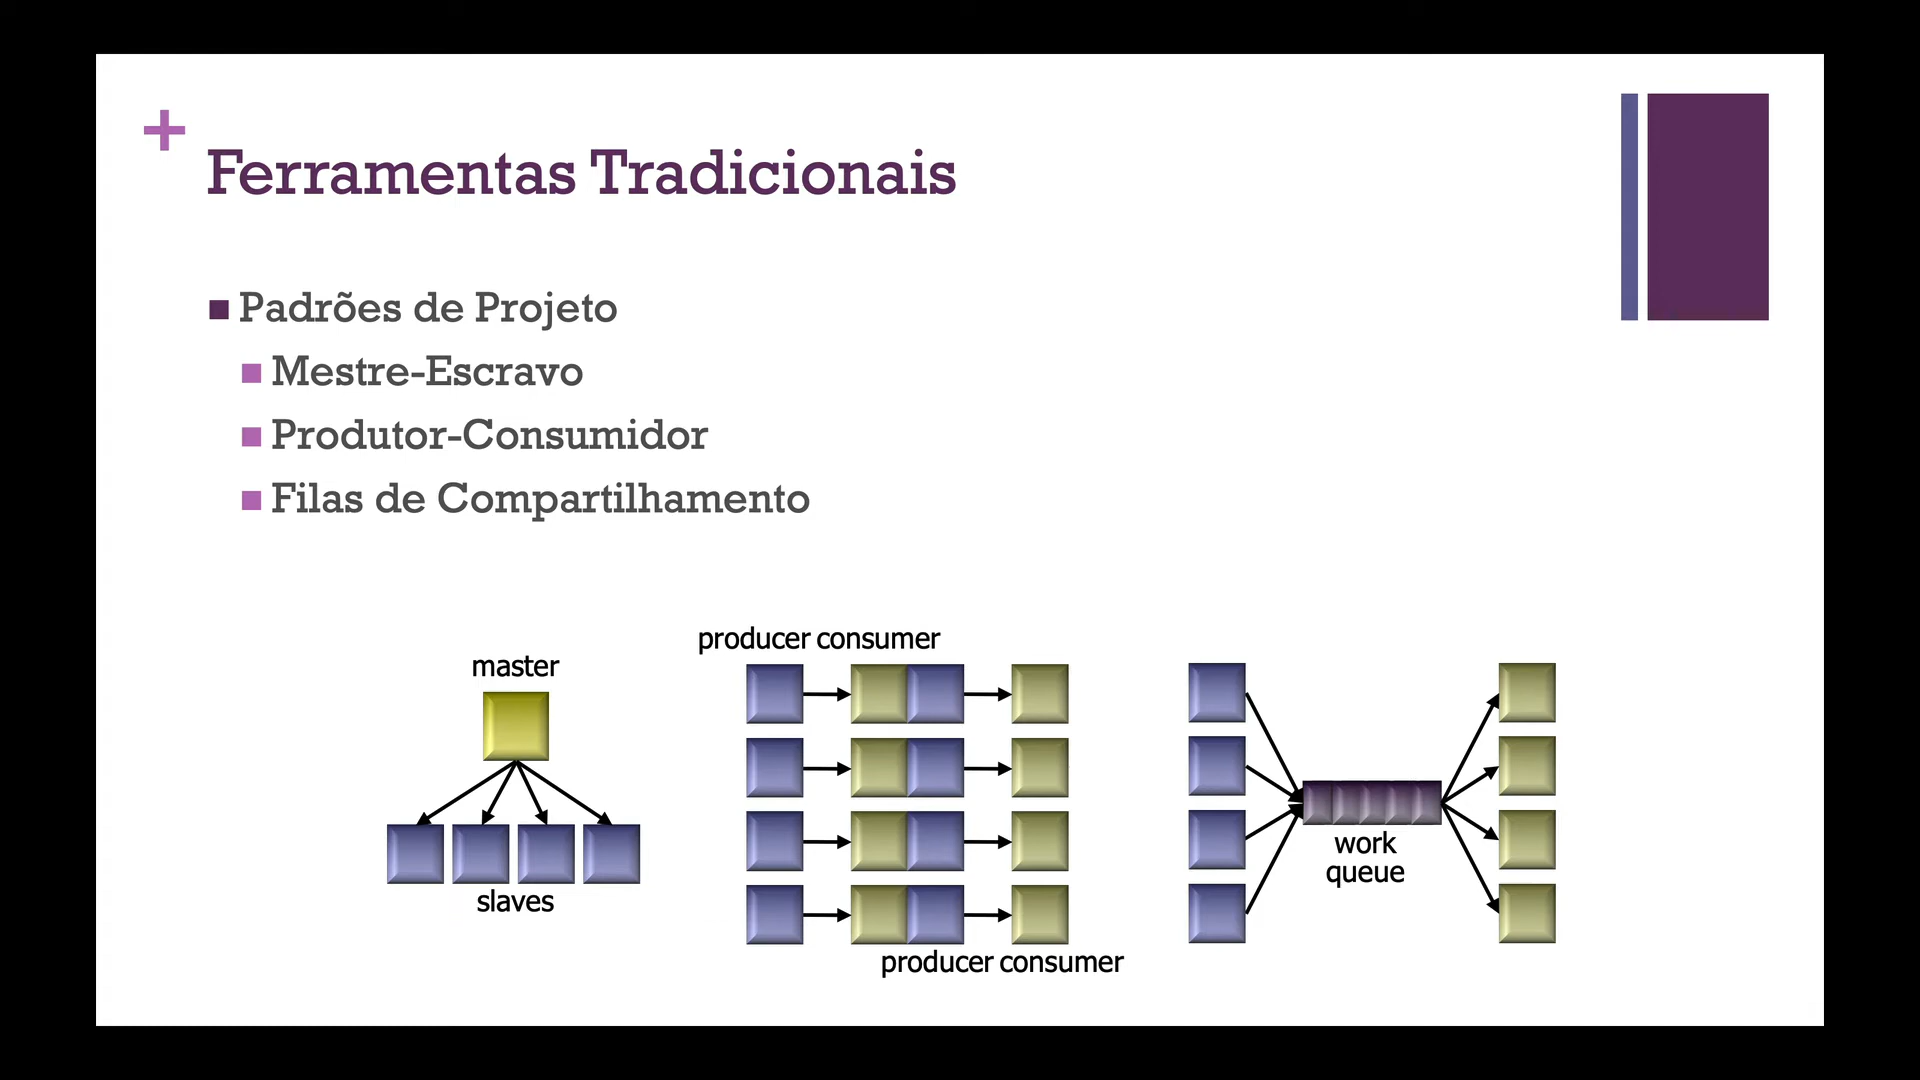 +
Ferramentas Tradicionais
Padrões de Projeto
Mestre-Escravo
Produtor-Consumidor
Filas de Compartilhamento
master
slaves
producer consumer
producer consumer
work
queue